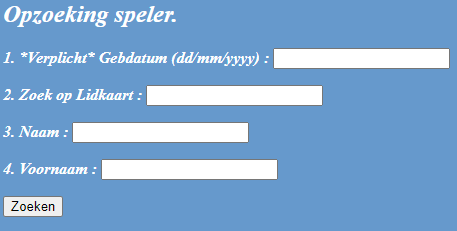 Opzoeking speler.
1. *Verplicht* Gebdatum (dd/mm/yyyy) :
2. Zoek op Lidkaart :
3. Naam :
4. Voornaam :
Zoeken